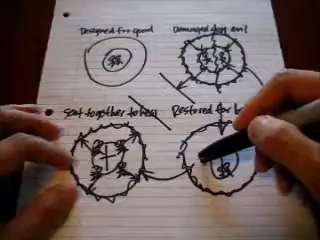 Designed for good
Damaged by evil
Sent together to heal
Restored for